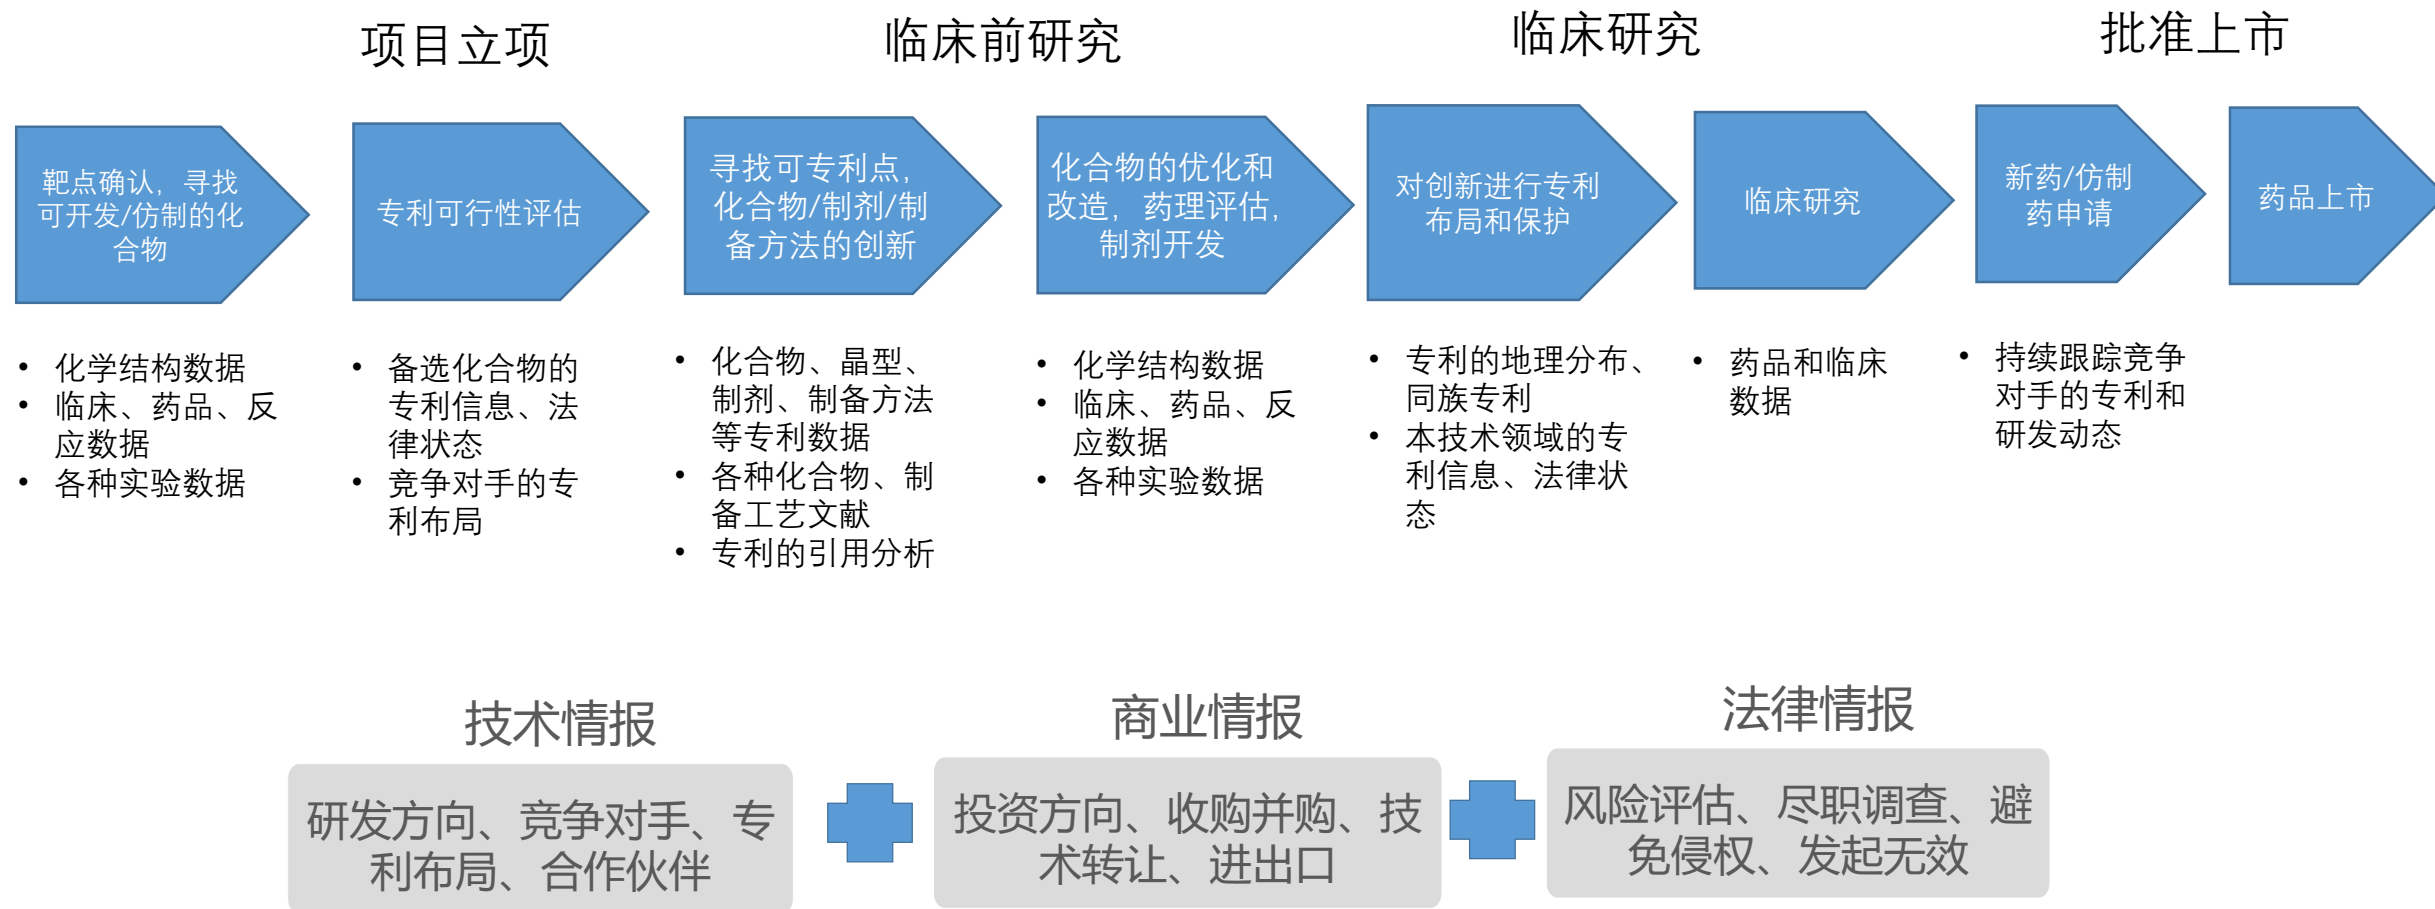 项目立项
临床前研究
临床研究
批准上市
靶点确认，寻找
可开发/仿制的化
合物
专利可行性评估
寻找可专利点，
化合物/制剂/制
备方法的创新
化合物的优化和
改造，药理评估，
制剂开发
对创新进行专利
布局和保护
临床研究
新药/仿制
药申请
药品上市
• 化学结构数据
• 临床、药品、反
应数据
• 各种实验数据
• 备选化合物的
专利信息、法
律状态
• 竞争对手的专
利布局
• 化合物、晶型、
制剂、制备方法
等专利数据
• 各种化合物、制
备工艺文献
• 专利的引用分析
• 化学结构数据
• 临床、药品、反
应数据
• 各种实验数据
• 专利的地理分布、
同族专利
• 本技术领域的专
利信息、法律状
态
• 药品和临床
数据
• 持续跟踪竞争
对手的专利和
研发动态
技术情报
研发方向、竞争对手、专
利布局、合作伙伴
商业情报
投资方向、收购并购、技
术转让、进出口
法律情报
风险评估、尽职调查、避
免侵权、发起无效